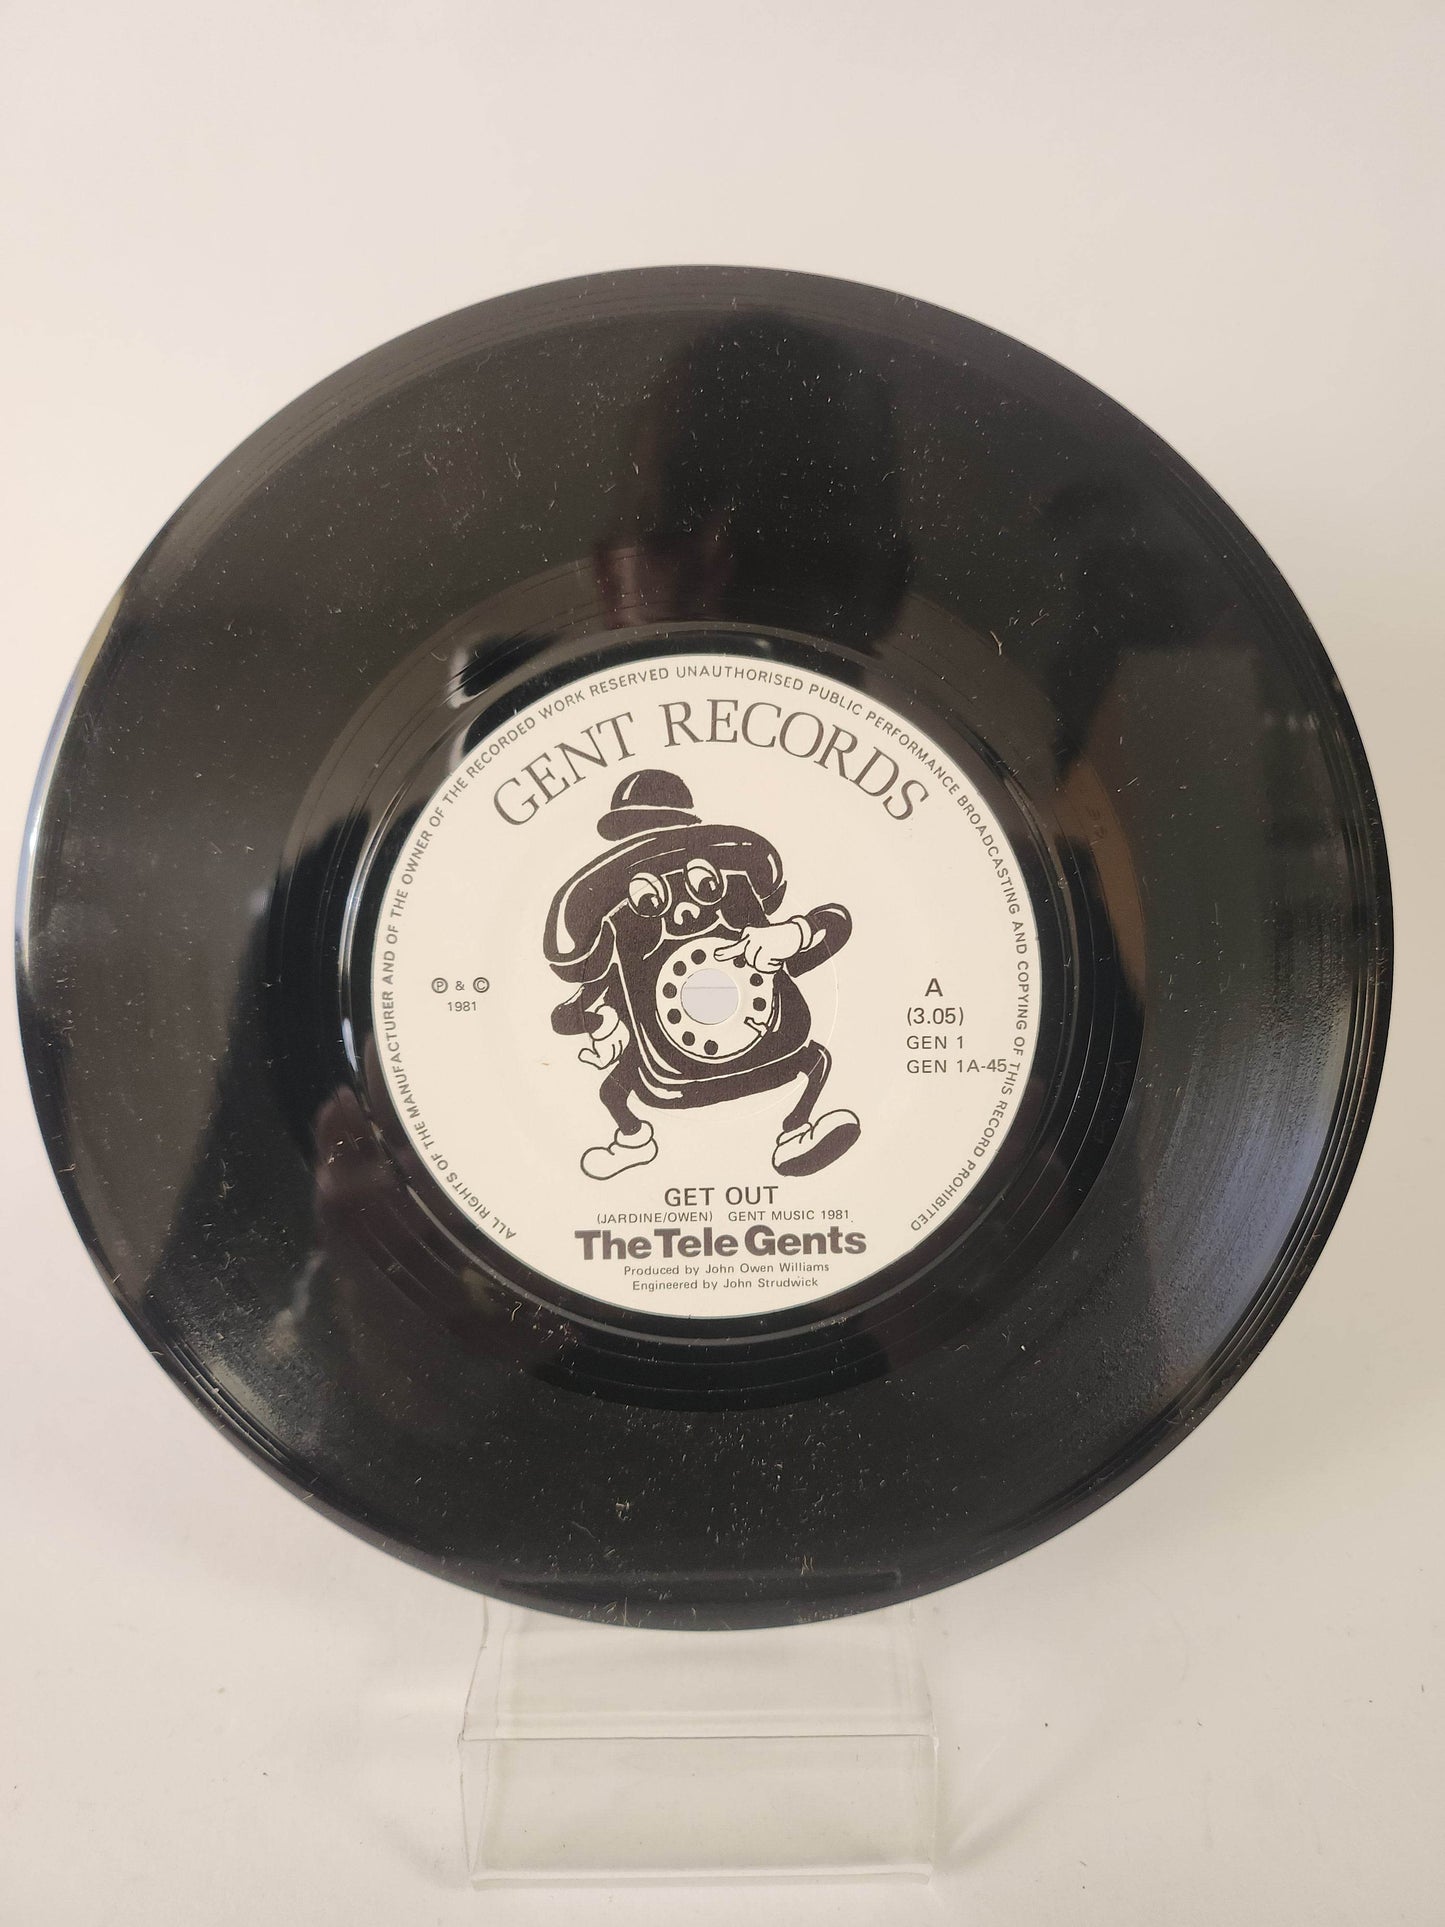 ALL RIGHTS OF THE MANUFACTURER AND OF THE OWNER OF THE RECORDED WORK RESERVED UNAUTHORISED PUBLIC PERFORMANCE BROADCASTING AND COPYING OF THIS RECORD PROHIBITED
GENT RECORDS
Ⓟ & ©
1981
A
(3.05)
GEN 1
GEN 1A-45
GET OUT
(JARDINE/OWEN) GENT MUSIC 1981
The Tele Gents
Produced by John Owen Williams
Engineered by John Strudwick